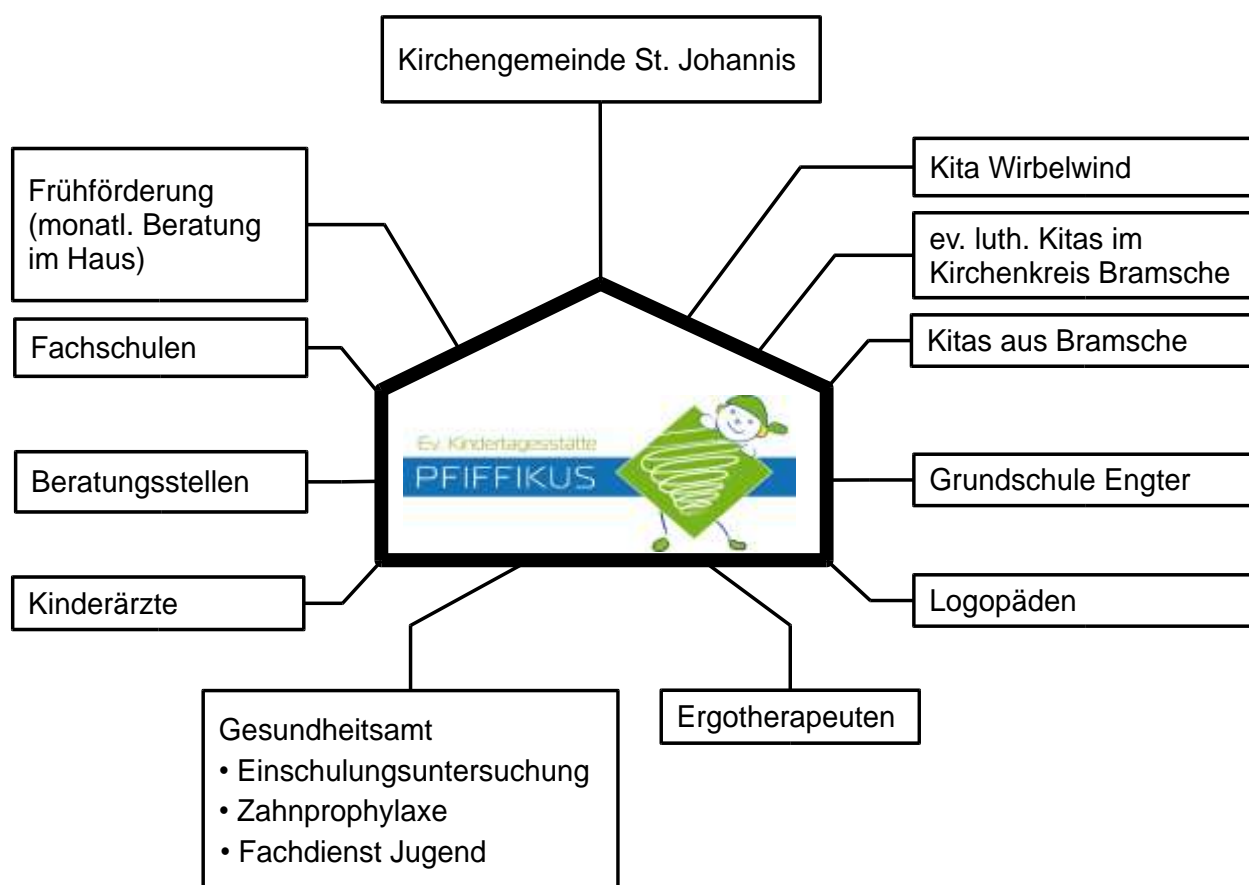 Kirchengemeinde St. Johannis
Frühförderung
(monatl. Beratung
im Haus)
Kita Wirbelwind
ev. luth. Kitas im
Kirchenkreis Bramsche
Fachschulen
Kitas aus Bramsche
Ev. Kindertagesstätte
PFIFFIKUS
Beratungsstellen
Grundschule Engter
Kinderärzte
Logopäden
Gesundheitsamt
• Einschulungsuntersuchung
• Zahnprophylaxe
• Fachdienst Jugend
Ergotherapeuten